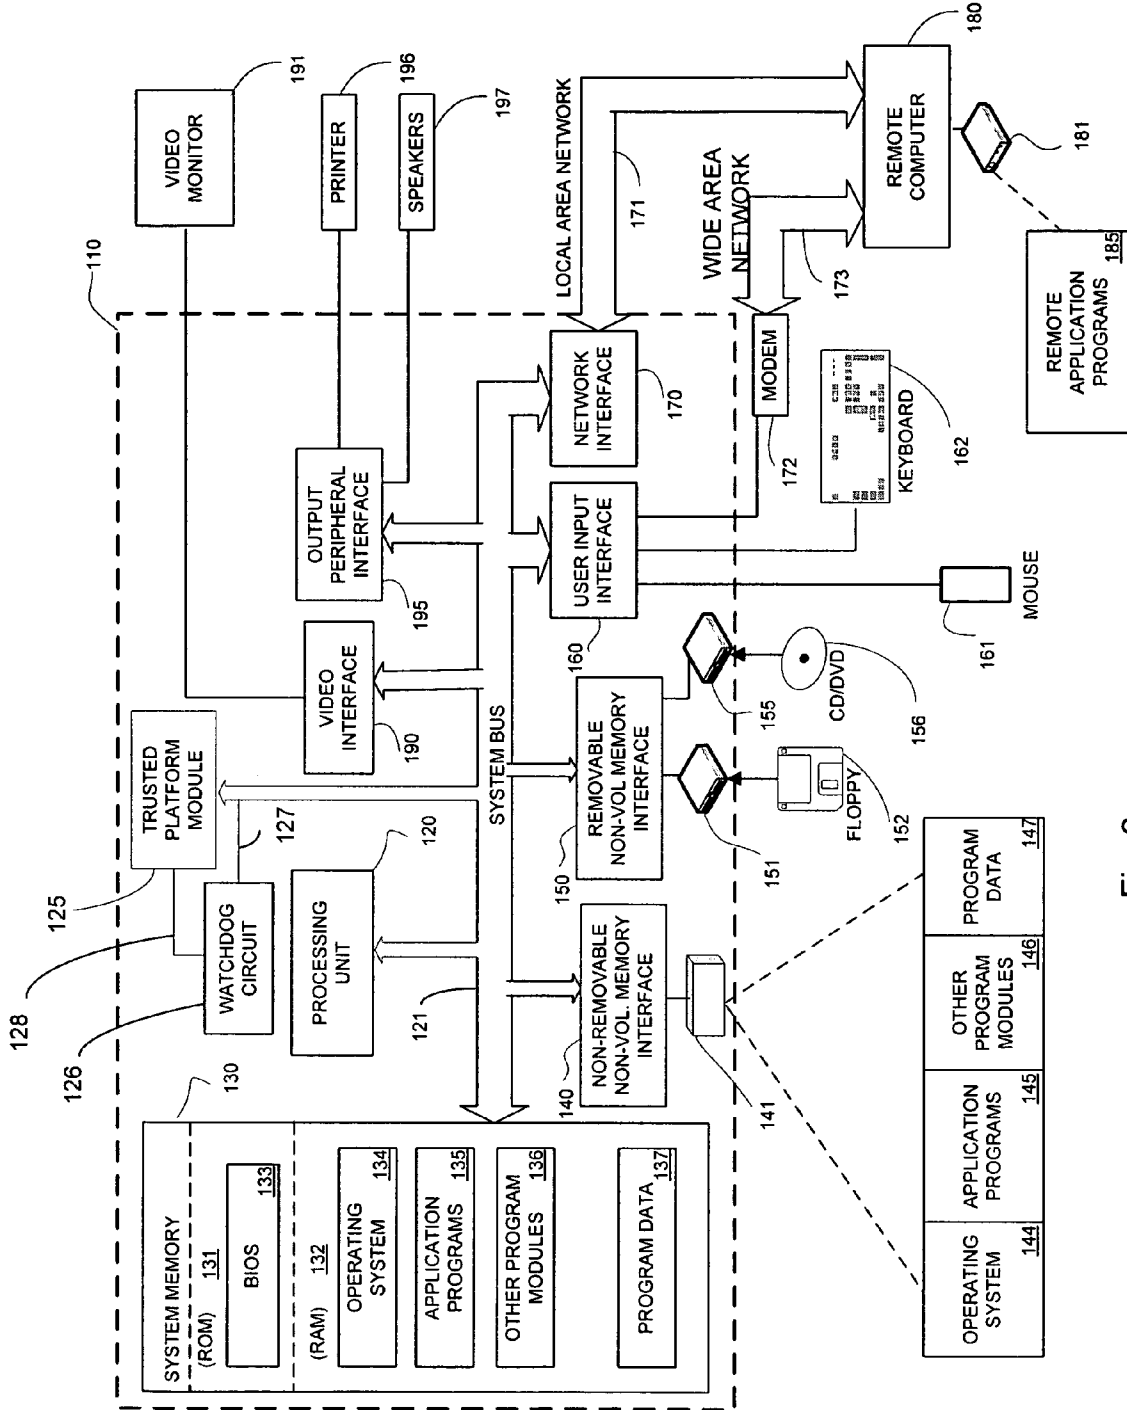 110
130
SYSTEM MEMORY
(ROM) 131
BIOS
133
(RAM) 132
OPERATING
SYSTEM
134
APPLICATION
PROGRAMS
135
OTHER PROGRAM
MODULES
136
PROGRAM DATA
137
128
126
125
WATCHDOG
CIRCUIT
TRUSTED
PLATFORM
MODULE
127
PROCESSING
UNIT
120
121
SYSTEM BUS
VIDEO
INTERFACE
190
OUTPUT
PERIPHERAL
INTERFACE
195
VIDEO
MONITOR
191
PRINTER
196
SPEAKERS
197
NON-REMOVABLE
NON-VOL. MEMORY
INTERFACE
140
141
REMOVABLE
NON-VOL MEMORY
INTERFACE
150
151
155
USER INPUT
INTERFACE
160
NETWORK
INTERFACE
170
LOCAL AREA NETWORK
171
WIDE AREA
NETWORK
173
MODEM
172
FLOPPY
152
CD/DVD
156
MOUSE
161
KEYBOARD
162
REMOTE
COMPUTER
180
181
REMOTE
APPLICATION
PROGRAMS
185
OPERATING
SYSTEM
144
APPLICATION
PROGRAMS
145
OTHER
PROGRAM
MODULES
146
PROGRAM
DATA
147